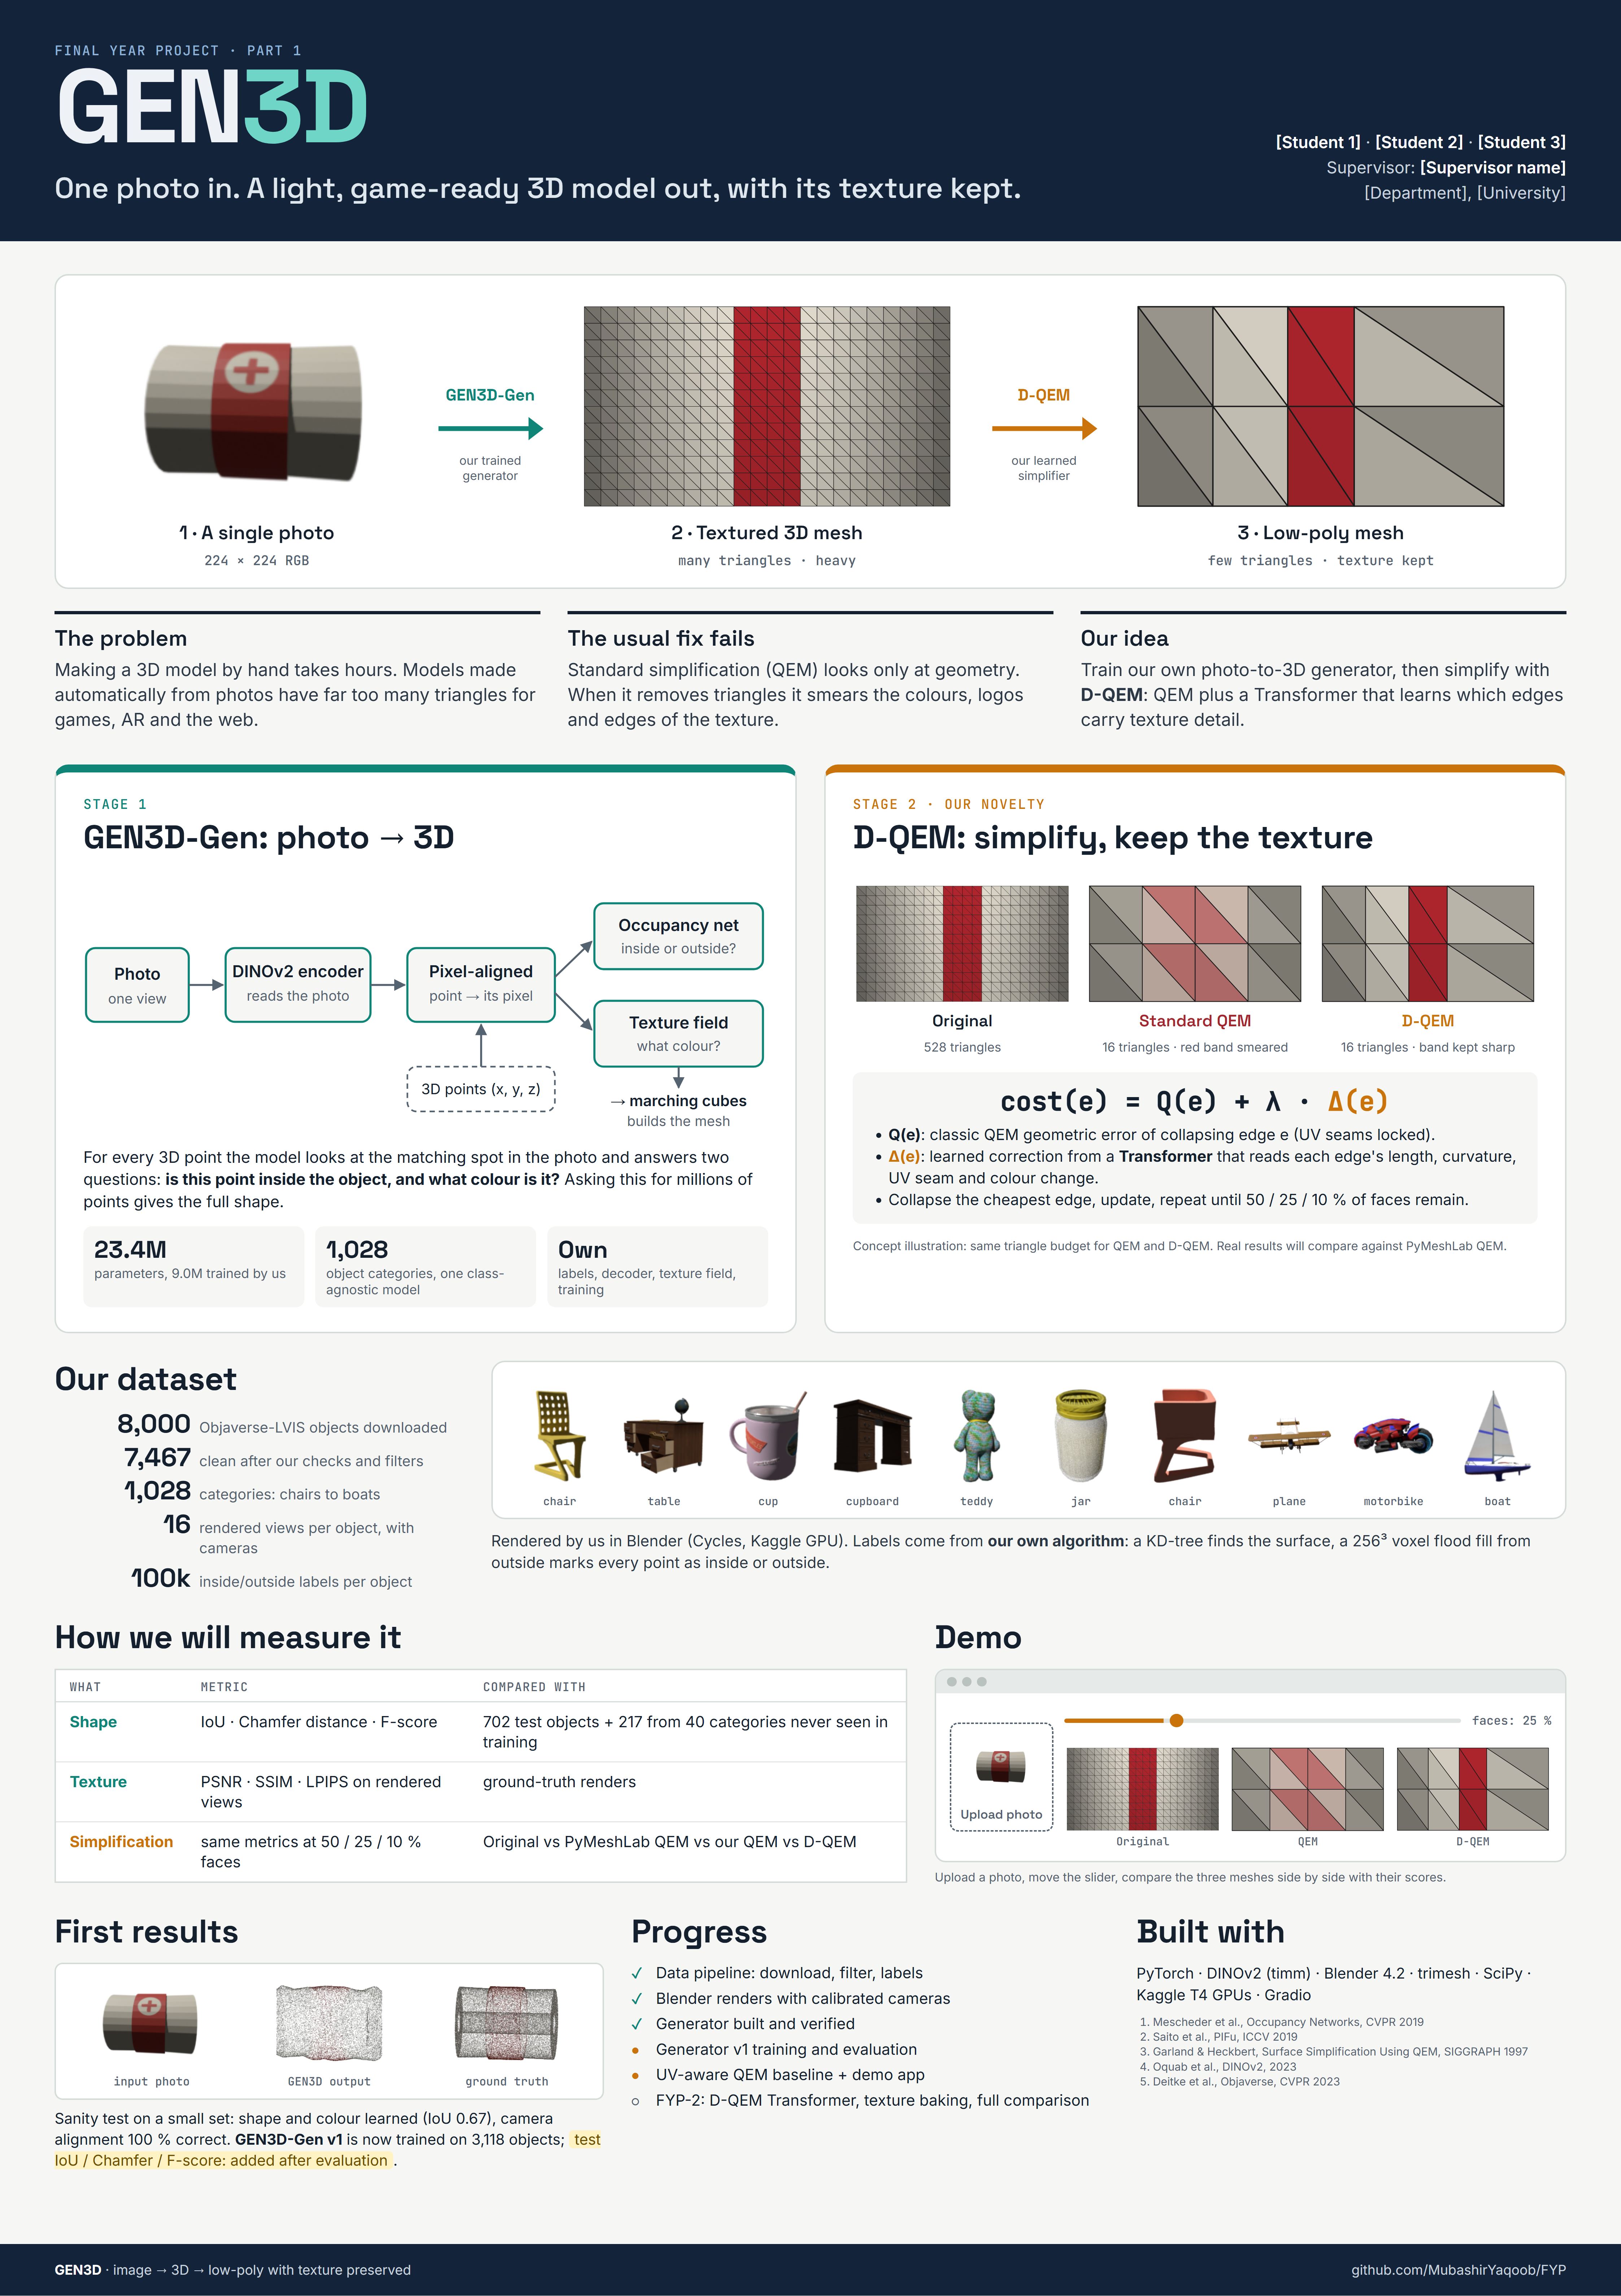 FINAL YEAR PROJECT · PART 1
GEN3D
One photo in. A light, game-ready 3D model out, with its texture kept.
[Student 1] · [Student 2] · [Student 3]
Supervisor: [Supervisor name]
[Department], [University]
GEN3D-Gen
our trained
generator
D-QEM
our learned
simplifier
1 · A single photo
224 × 224 RGB
2 · Textured 3D mesh
many triangles · heavy
3 · Low-poly mesh
few triangles · texture kept
The problem
Making a 3D model by hand takes hours. Models made
automatically from photos have far too many triangles for
games, AR and the web.
The usual fix fails
Standard simplification (QEM) looks only at geometry.
When it removes triangles it smears the colours, logos
and edges of the texture.
Our idea
Train our own photo-to-3D generator, then simplify with
D-QEM: QEM plus a Transformer that learns which edges
carry texture detail.
STAGE 1
GEN3D-Gen: photo → 3D
Photo
one view
DINOv2 encoder
reads the photo
Pixel-aligned
point → its pixel
Occupancy net
inside or outside?
Texture field
what colour?
3D points (x, y, z)
→ marching cubes
builds the mesh
For every 3D point the model looks at the matching spot in the photo and answers two
questions: is this point inside the object, and what colour is it? Asking this for millions of
points gives the full shape.
23.4M
parameters, 9.0M trained by us
1,028
object categories, one class-
agnostic model
Own
labels, decoder, texture field,
training
STAGE 2 · OUR NOVELTY
D-QEM: simplify, keep the texture
Original
528 triangles
Standard QEM
16 triangles · red band smeared
D-QEM
16 triangles · band kept sharp
cost(e) = Q(e) + λ · Δ(e)
• Q(e): classic QEM geometric error of collapsing edge e (UV seams locked).
• Δ(e): learned correction from a Transformer that reads each edge's length, curvature,
UV seam and colour change.
• Collapse the cheapest edge, update, repeat until 50 / 25 / 10 % of faces remain.
Concept illustration: same triangle budget for QEM and D-QEM. Real results will compare against PyMeshLab QEM.
Our dataset
8,000 Objaverse-LVIS objects downloaded
7,467 clean after our checks and filters
1,028 categories: chairs to boats
16 rendered views per object, with
cameras
100k inside/outside labels per object
chair table cup cupboard teddy jar chair plane motorbike boat
Rendered by us in Blender (Cycles, Kaggle GPU). Labels come from our own algorithm: a KD-tree finds the surface, a 256³ voxel flood fill from
outside marks every point as inside or outside.
How we will measure it
WHAT METRIC COMPARED WITH
Shape IoU · Chamfer distance · F-score 702 test objects + 217 from 40 categories never seen in
training
Texture PSNR · SSIM · LPIPS on rendered
views
ground-truth renders
Simplification same metrics at 50 / 25 / 10 %
faces
Original vs PyMeshLab QEM vs our QEM vs D-QEM
Demo
faces: 25 %
Upload photo
Original QEM D-QEM
Upload a photo, move the slider, compare the three meshes side by side with their scores.
First results
input photo GEN3D output ground truth
Sanity test on a small set: shape and colour learned (IoU 0.67), camera
alignment 100 % correct. GEN3D-Gen v1 is now trained on 3,118 objects; test
IoU / Chamfer / F-score: added after evaluation .
Progress
✓ Data pipeline: download, filter, labels
✓ Blender renders with calibrated cameras
✓ Generator built and verified
● Generator v1 training and evaluation
● UV-aware QEM baseline + demo app
○ FYP-2: D-QEM Transformer, texture baking, full comparison
Built with
PyTorch · DINOv2 (timm) · Blender 4.2 · trimesh · SciPy ·
Kaggle T4 GPUs · Gradio
1. Mescheder et al., Occupancy Networks, CVPR 2019
2. Saito et al., PIFu, ICCV 2019
3. Garland & Heckbert, Surface Simplification Using QEM, SIGGRAPH 1997
4. Oquab et al., DINOv2, 2023
5. Deitke et al., Objaverse, CVPR 2023
GEN3D · image → 3D → low-poly with texture preserved
github.com/MubashirYaqoob/FYP